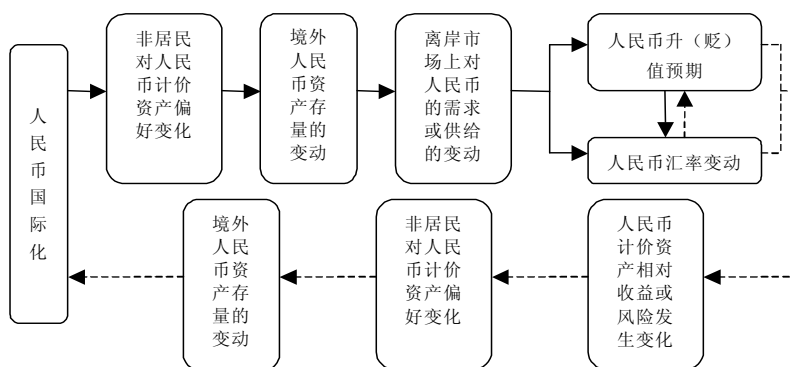 人
民
币
国
际
化
非居民
对人民
币计价
资产偏
好变化
境外
人民
币资
产存
量的
变动
离岸市
场上对
人民币
的需求
或供给
的变动
人民币升（贬）
值预期
人民币汇率变动
境外
人民
币资
产存
量的
变动
非居民
对人民
币计价
资产偏
好变化
人民币
计价资
产相对
收益或
风险发
生变化